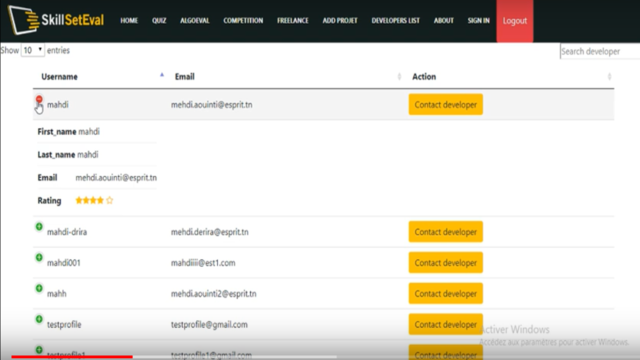 SkillSetEval HOME QUIZ ALGOEVAL COMPETITION FREELANCE ADD PROJET DEVELOPERS LIST ABOUT SIGN IN Logout
Show 10 entries Search developer
Username Email Action
mahdi mehdi.aouinti@esprit.tn Contact developer
First_name mahdi
Last_name mahdi
Email mehdi.aouinti@esprit.tn
Rating
mahdi-drira mehdi.derira@esprit.tn Contact developer
mahdi001 mahdiiii@est1.com Contact developer
mahh mehdi.aouinti2@esprit.tn Contact developer
testprofile testprofile@gmail.com Contact developer
Activer Windows
Accédez aux paramètres pour activer Windows.
testprofile1 testprofile1@gmail.com Contact developer